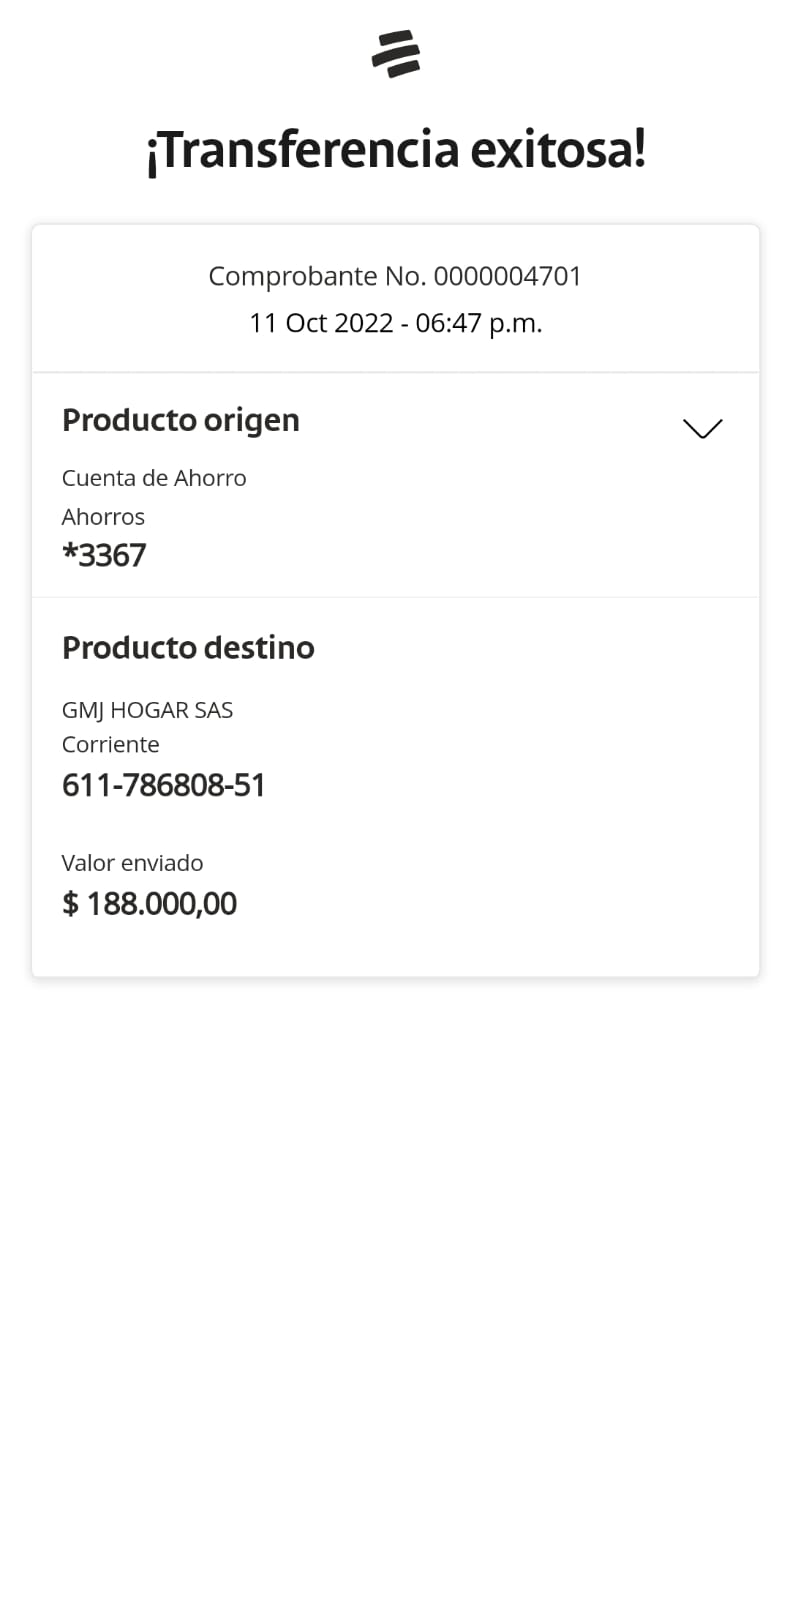 ¡Transferencia exitosa!
Comprobante No. 0000004701
11 Oct 2022 - 06:47 p.m.
Producto origen
Cuenta de Ahorro
Ahorros
*3367
Producto destino
GMJ HOGAR SAS
Corriente
611-786808-51
Valor enviado
$ 188.000,00